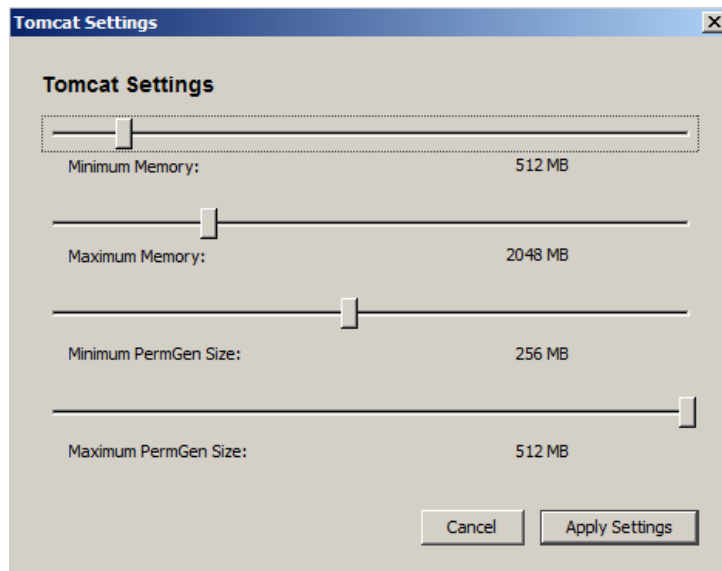 Tomcat Settings
Tomcat Settings
Minimum Memory: 512 MB
Maximum Memory: 2048 MB
Minimum PermGen Size: 256 MB
Maximum PermGen Size: 512 MB
Cancel Apply Settings